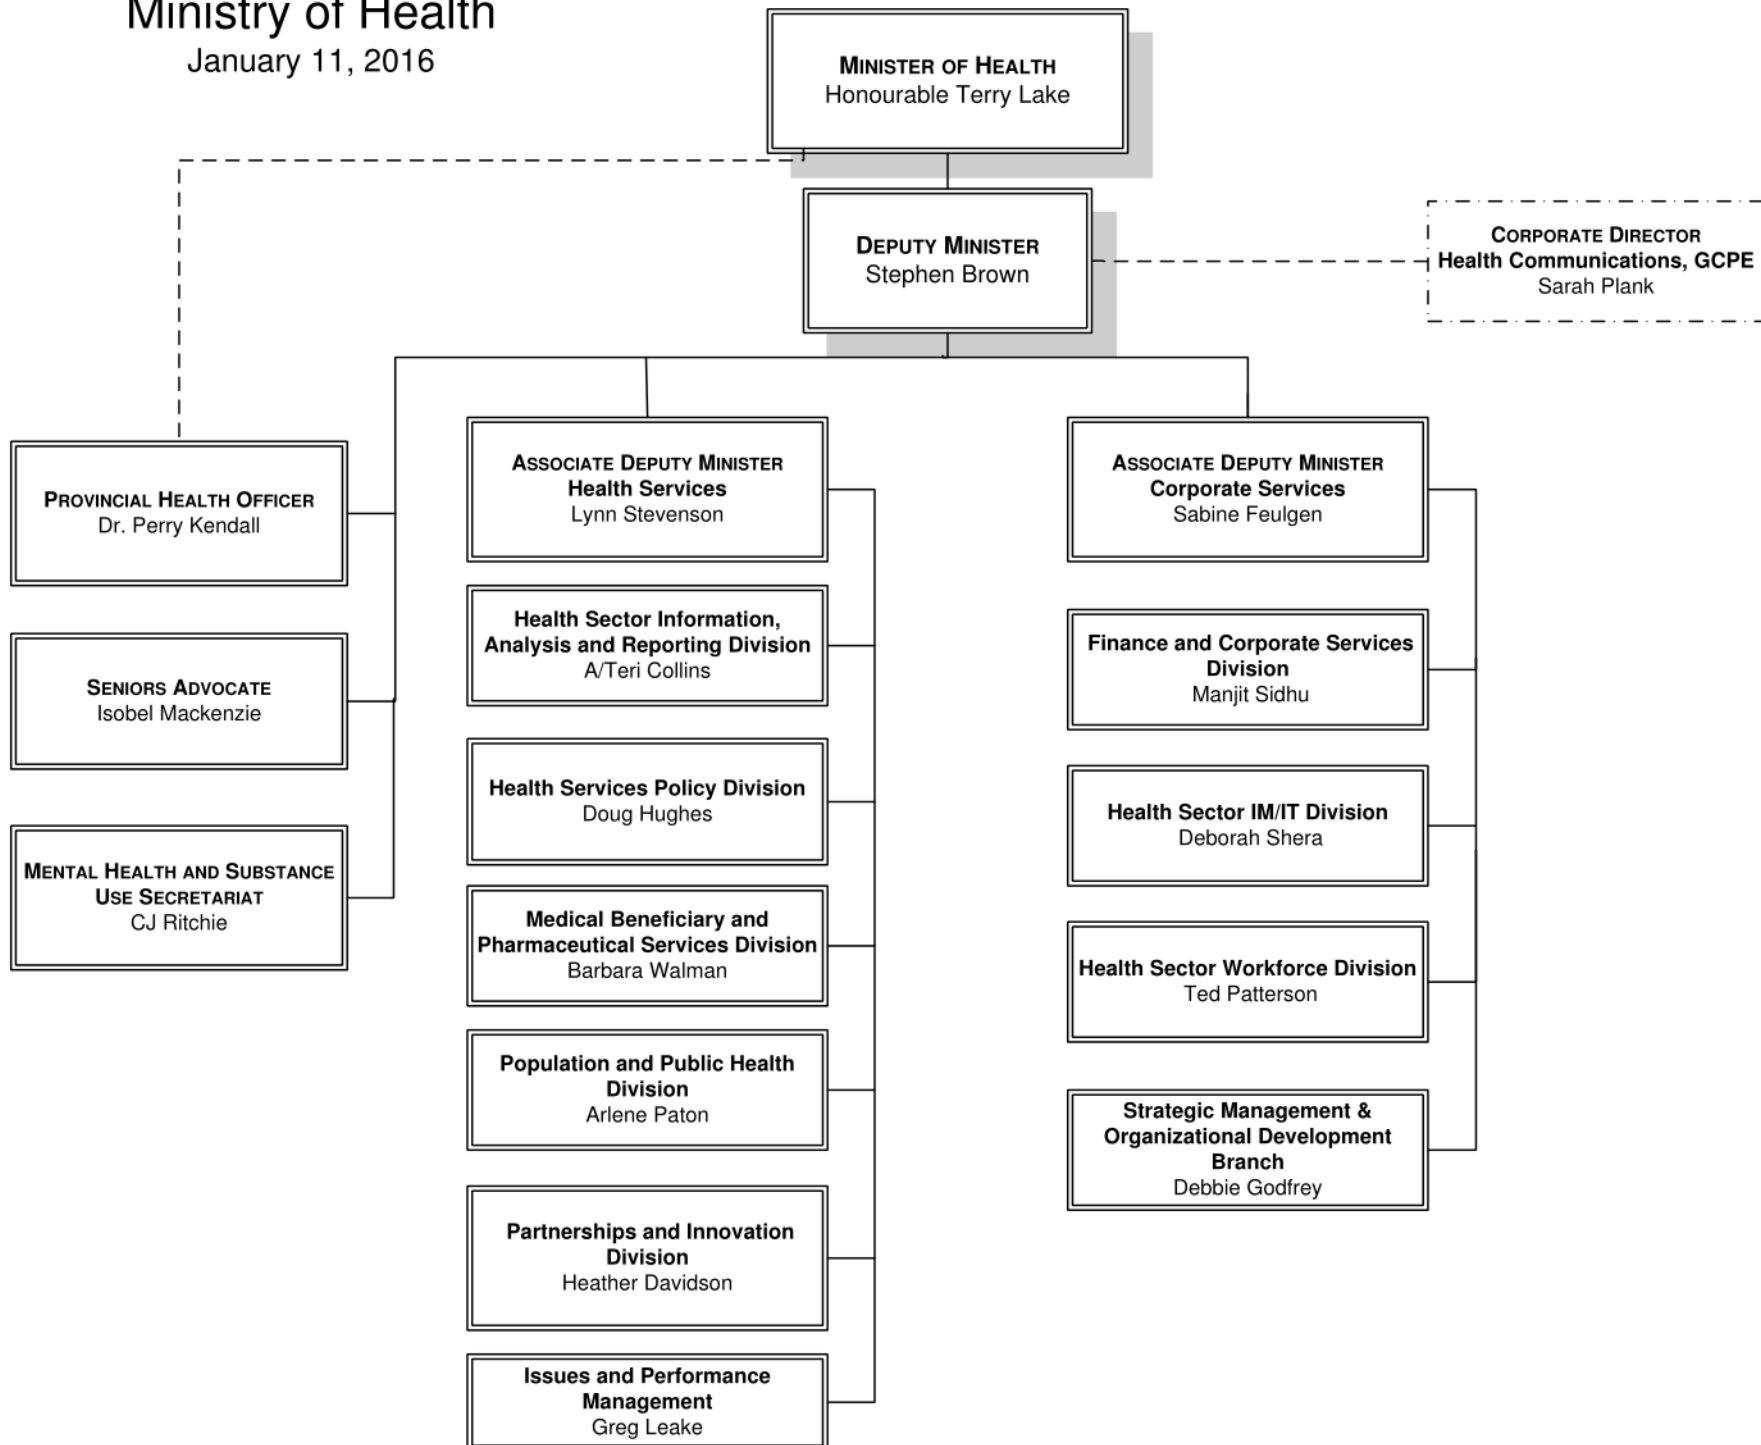 Ministry of Health
January 11, 2016
MINISTER OF HEALTH
Honourable Terry Lake
DEPUTY MINISTER
Stephen Brown
CORPORATE DIRECTOR
Health Communications, GCPE
Sarah Plank
PROVINCIAL HEALTH OFFICER
Dr. Perry Kendall
SENIORS ADVOCATE
Isobel Mackenzie
MENTAL HEALTH AND SUBSTANCE
USE SECRETARIAT
CJ Ritchie
ASSOCIATE DEPUTY MINISTER
Health Services
Lynn Stevenson
Health Sector Information,
Analysis and Reporting Division
A/Teri Collins
Health Services Policy Division
Doug Hughes
Medical Beneficiary and
Pharmaceutical Services Division
Barbara Walman
Population and Public Health
Division
Arlene Paton
Partnerships and Innovation
Division
Heather Davidson
Issues and Performance
Management
Greg Leake
ASSOCIATE DEPUTY MINISTER
Corporate Services
Sabine Feulgen
Finance and Corporate Services
Division
Manjit Sidhu
Health Sector IM/IT Division
Deborah Shera
Health Sector Workforce Division
Ted Patterson
Strategic Management &
Organizational Development
Branch
Debbie Godfrey